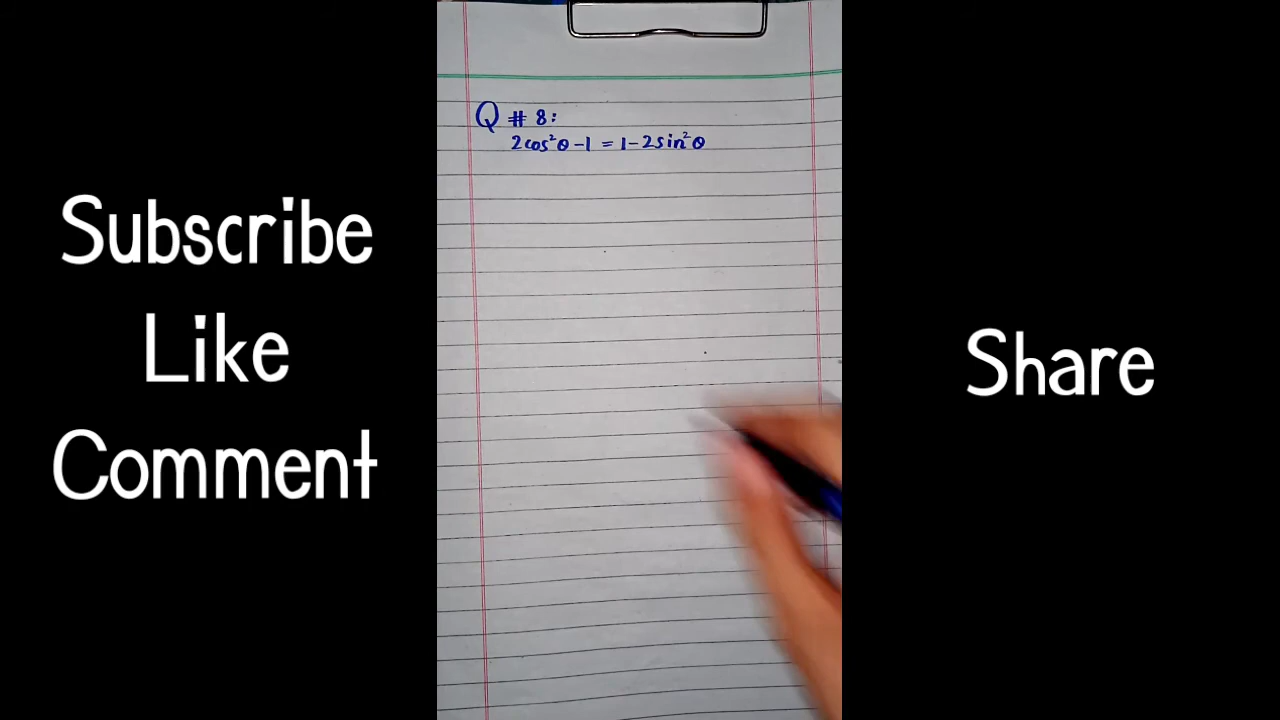 Subscribe
Like
Comment
Q # 8:
2cos²θ-1 = 1-2sin²θ
Share